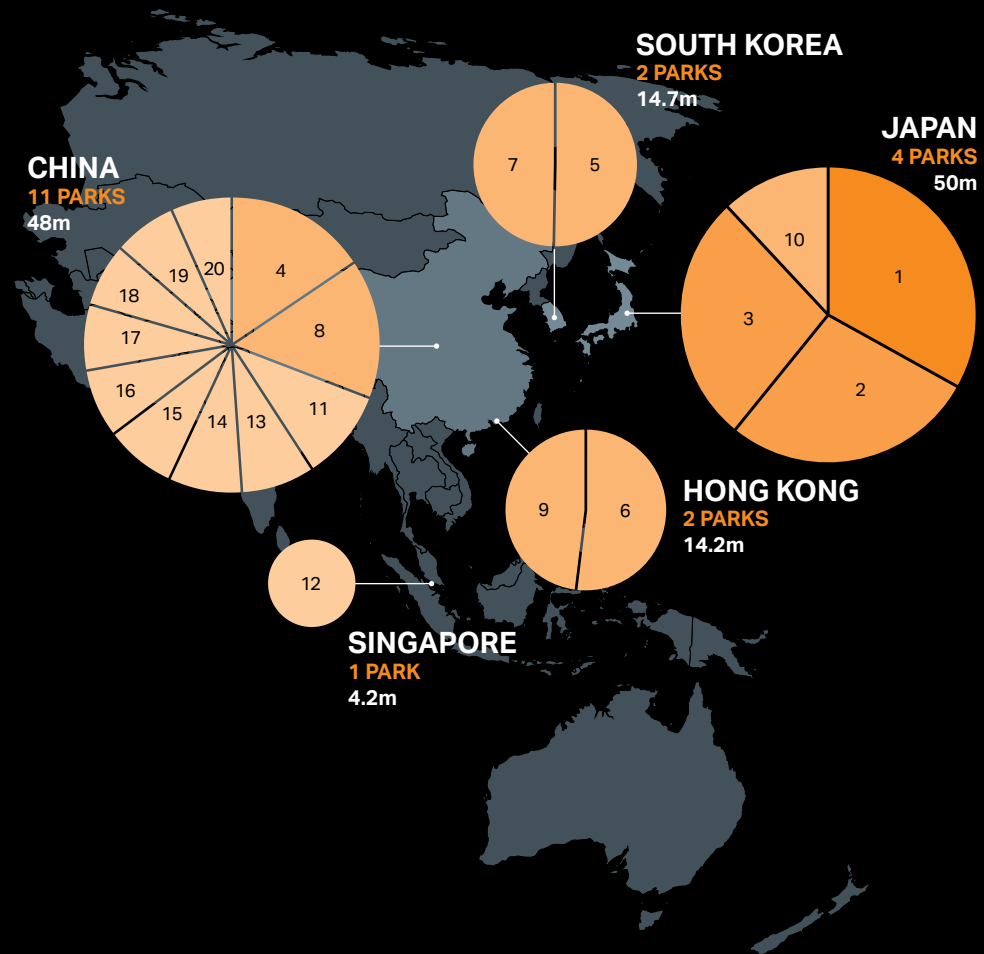 SOUTH KOREA
2 PARKS
14.7m
7
5
JAPAN
4 PARKS
50m
10
1
3
2
CHINA
11 PARKS
48m
20
19
4
18
8
17
16
11
15
14
13
HONG KONG
2 PARKS
14.2m
9
6
12
SINGAPORE
1 PARK
4.2m